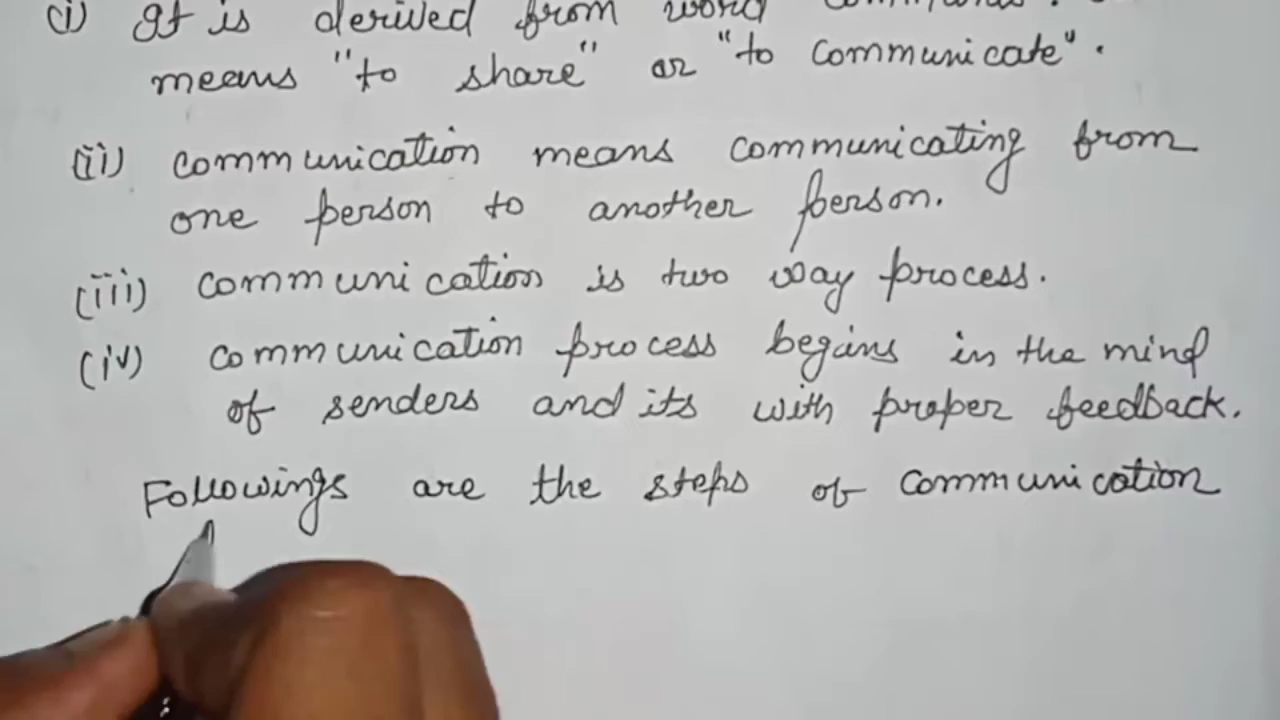 (i) It is derived from word
means "to share" or "to communicate".
(ii) communication means communicating from
one person to another person.
(iii) communication is two way process.
(iv) communication process begins in the mind
of senders and its with proper feedback.
Followings are the steps of communication